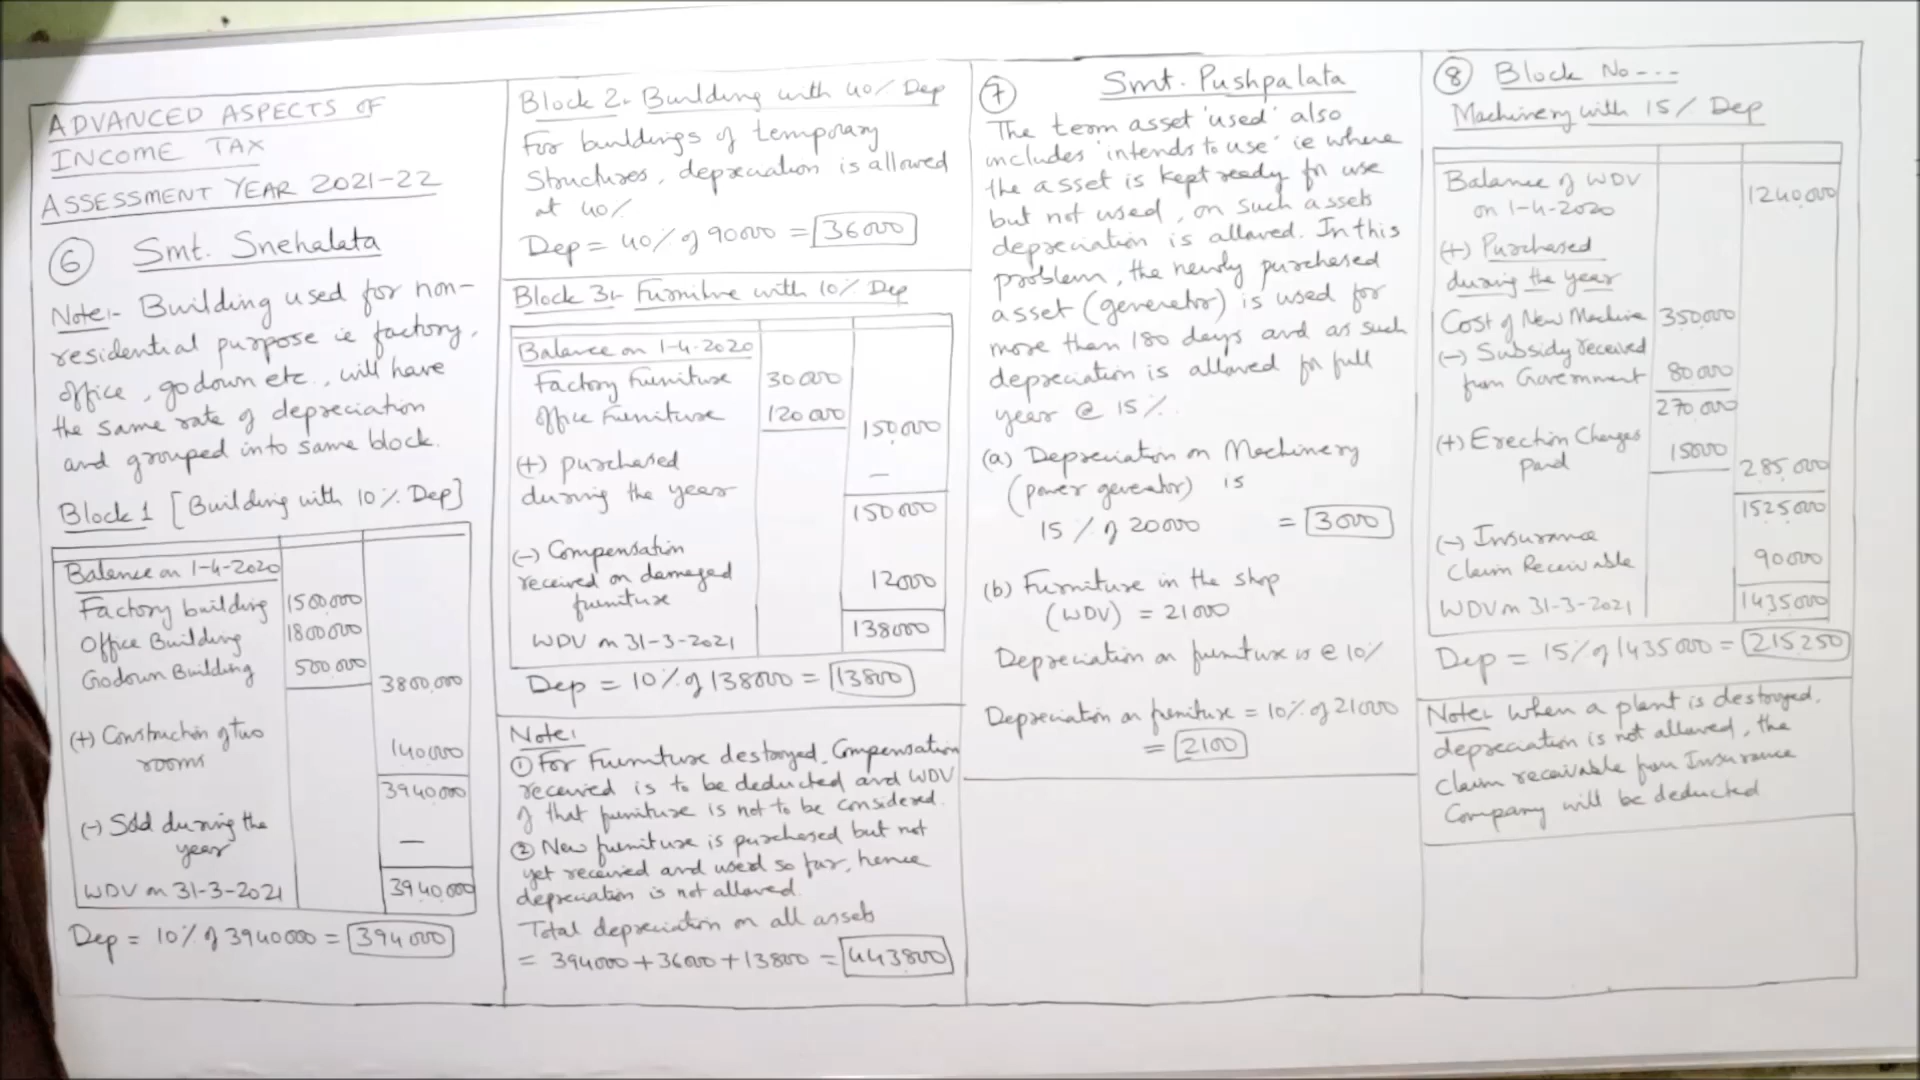 ADVANCED ASPECTS OF
INCOME TAX
ASSESSMENT YEAR 2021-22
6 Smt. Snehalata
Note:- Building used for non-
residential purpose ie factory,
office, godown etc., will have
the same rate of depreciation
and grouped into same block.
Block 1 [Building with 10% Dep]
Balance on 1-4-2020
Factory building 1500000
Office Building 1800000
Godown Building 500000 3800,000
(+) Construction of two
rooms 140000
3940000
(-) Sold during the
year —
WDV on 31-3-2021 3940000
Dep = 10% of 3940000 = 394000
Block 2:- Building with 40% Dep
For buildings of temporary
structures, depreciation is allowed
at 40%
Dep = 40% of 90000 = 36000
Block 3:- Furniture with 10% Dep
Balance on 1-4-2020
Factory Furniture 30000
Office Furniture 120000 150,000
(+) purchased
during the year —
150000
(-) Compensation
received on damaged 12000
furniture
WDV on 31-3-2021 138000
Dep = 10% of 138000 = 13800
Note:
① For Furniture destroyed, Compensation
received is to be deducted and WDV
of that furniture is not to be considered.
② New furniture is purchased but not
yet received and used so far, hence
depreciation is not allowed.
Total depreciation on all assets
= 394000 + 36000 + 13800 = 443800
7 Smt. Pushpalata
The term asset 'used' also
includes 'intends to use' ie where
the asset is kept ready for use
but not used, on such assets
depreciation is allowed. In this
problem, the newly purchased
asset (generator) is used for
more than 180 days and as such
depreciation is allowed for full
year @ 15%.
(a) Depreciation on Machinery
(power generator) is
15% of 20000 = 3000
(b) Furniture in the shop
(WDV) = 21000
Depreciation on furniture is @ 10%
Depreciation on furniture = 10% of 21000
= 2100
8 Block No - - -
Machinery with 15% Dep
Balance of WDV
on 1-4-2020 1240000
(+) Purchased
during the year
Cost of New Machine 350000
(-) Subsidy received
from Government 80000
270000
(+) Erection Charges
paid 15000 285000
1525000
(-) Insurance
Claim Receivable 90000
WDV on 31-3-2021 1435000
Dep = 15% of 1435000 = 215250
Note:- When a plant is destroyed,
depreciation is not allowed, the
claim receivable from Insurance
Company will be deducted